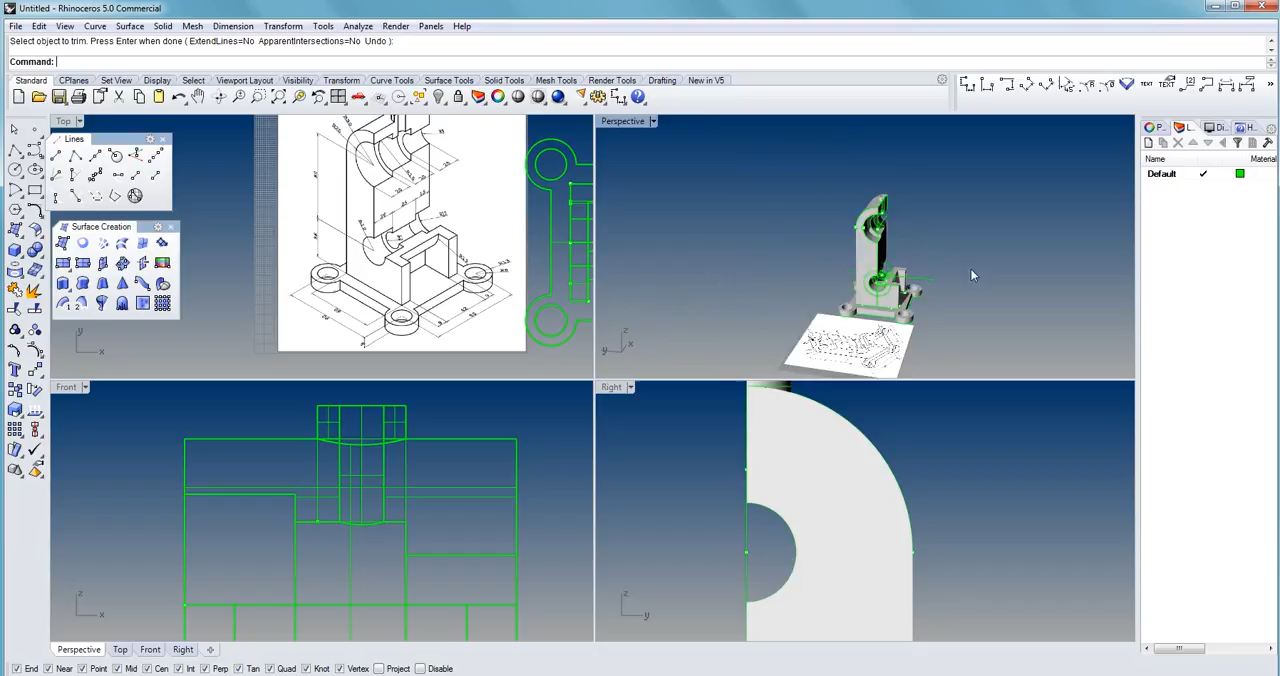 Untitled - Rhinoceros 5.0 Commercial
File Edit View Curve Surface Solid Mesh Dimension Transform Tools Analyze Render Panels Help
Select object to trim. Press Enter when done ( ExtendLines=No ApparentIntersections=No Undo ):
Command:
Standard CPlanes Set View Display Select Viewport Layout Visibility Transform Curve Tools Surface Tools Solid Tools Mesh Tools Render Tools Drafting New in V5
TEXT TEXT
Top
Lines
Surface Creation
y
x
Perspective
z
y x
P... L... Di... H...
Name Material
Default
Front
z
x
Right
z
y
Perspective Top Front Right
End Near Point Mid Cen Int Perp Tan Quad Knot Vertex Project Disable